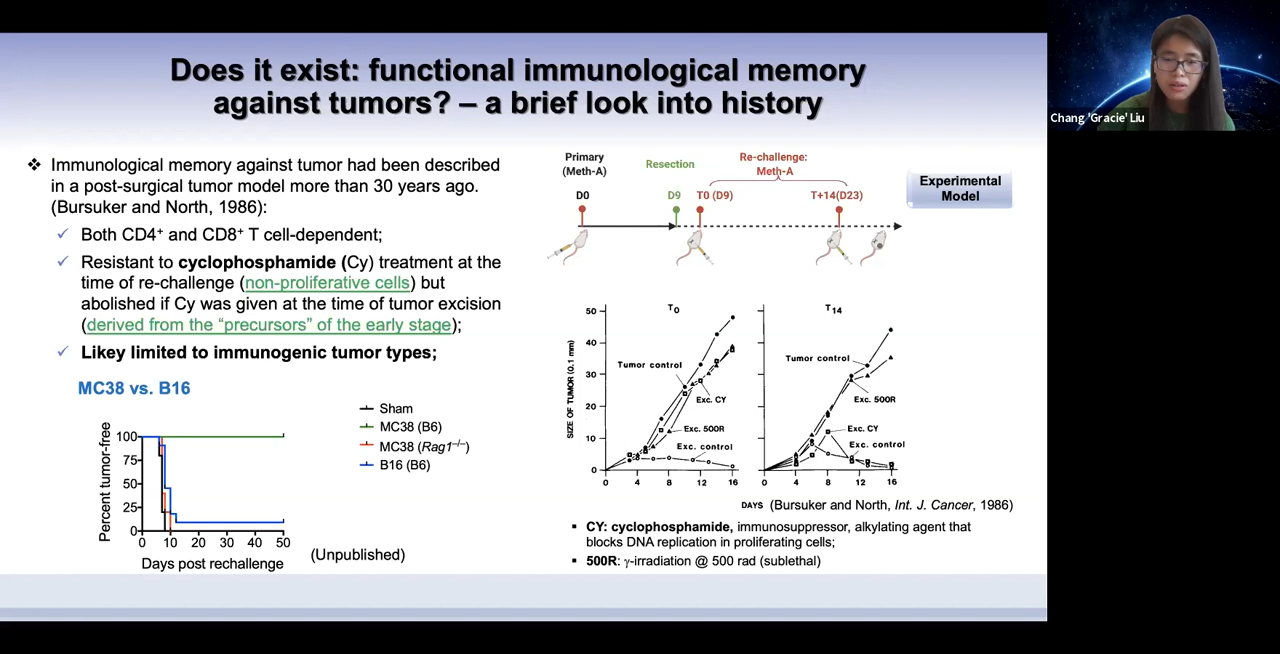 Does it exist: functional immunological memory
against tumors? – a brief look into history
❖ Immunological memory against tumor had been described
in a post-surgical tumor model more than 30 years ago.
(Bursuker and North, 1986):
✓ Both CD4⁺ and CD8⁺ T cell-dependent;
✓ Resistant to cyclophosphamide (Cy) treatment at the
time of re-challenge (non-proliferative cells) but
abolished if Cy was given at the time of tumor excision
(derived from the “precursors” of the early stage);
✓ Likey limited to immunogenic tumor types;
MC38 vs. B16
Percent tumor-free
100
75
50
25
0
0 10 20 30 40 50
Days post rechallenge
Sham
MC38 (B6)
MC38 (Rag1⁻/⁻)
B16 (B6)
(Unpublished)
Primary
(Meth-A)
Resection
Re-challenge:
Meth-A
D0
D9
T0 (D9)
T+14(D23)
Experimental
Model
SIZE OF TUMOR (0.1 mm)
50
40
30
20
10
0
T₀
Tumor control
Exc. CY
Exc. 500R
Exc. control
0 4 8 12 16
T₁₄
Tumor control
Exc. 500R
Exc. CY
Exc. control
0 4 8 12 16
DAYS (Bursuker and North, Int. J. Cancer, 1986)
▪ CY: cyclophosphamide, immunosuppressor, alkylating agent that
blocks DNA replication in proliferating cells;
▪ 500R: γ-irradiation @ 500 rad (sublethal)
Chang 'Gracie' Liu